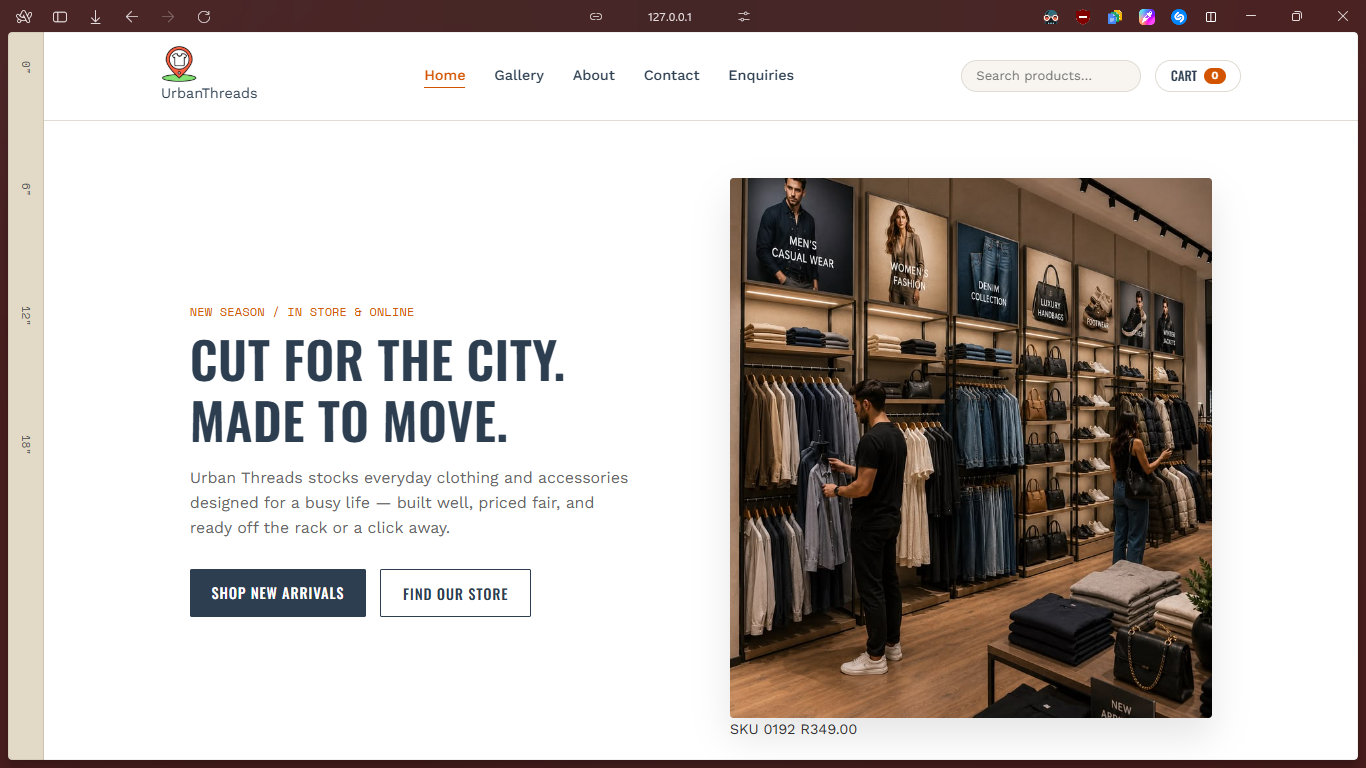 127.0.0.1
0"
6"
12"
18"
UrbanThreads
Home
Gallery
About
Contact
Enquiries
Search products...
CART 0
NEW SEASON / IN STORE & ONLINE
CUT FOR THE CITY.
MADE TO MOVE.
Urban Threads stocks everyday clothing and accessories
designed for a busy life — built well, priced fair, and
ready off the rack or a click away.
SHOP NEW ARRIVALS
FIND OUR STORE
MEN'S
CASUAL WEAR
WOMEN'S
FASHION
DENIM
COLLECTION
LUXURY
HANDBAGS
FOOTWEAR
WINTER
JACKETS
NEW
SKU 0192 R349.00